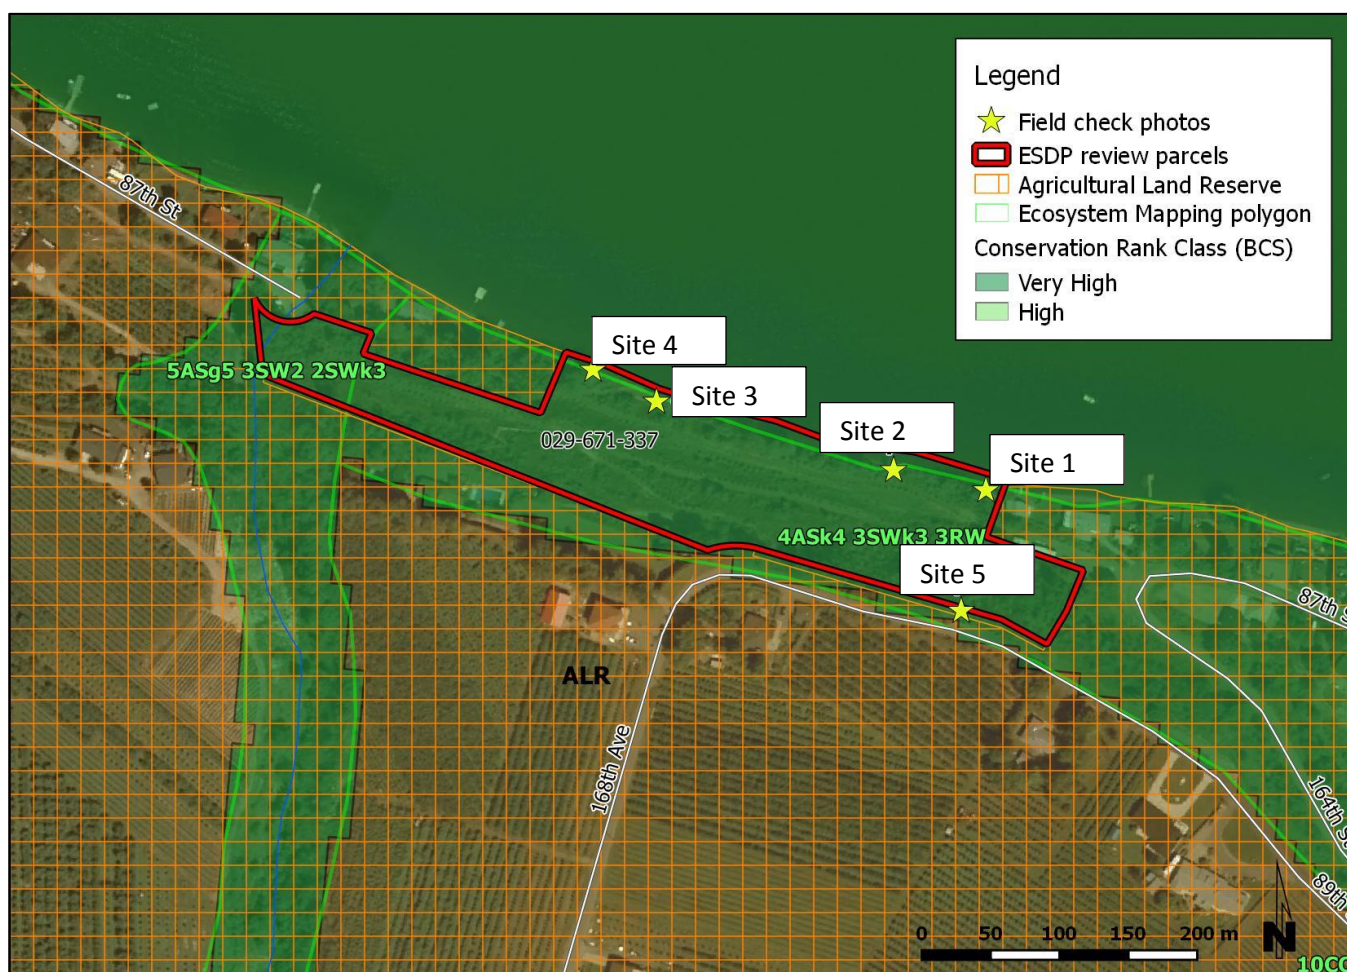 Legend
Field check photos
ESDP review parcels
Agricultural Land Reserve
Ecosystem Mapping polygon
Conservation Rank Class (BCS)
Very High
High
87th St
Site 4
Site 3
5ASg5 3SW2 2SWk3
029-671-337
Site 2
Site 1
4ASk4 3SWk3 3RW
Site 5
87th S
ALR
168th Ave
164th St
89th
0 50 100 150 200 m
N
10CO